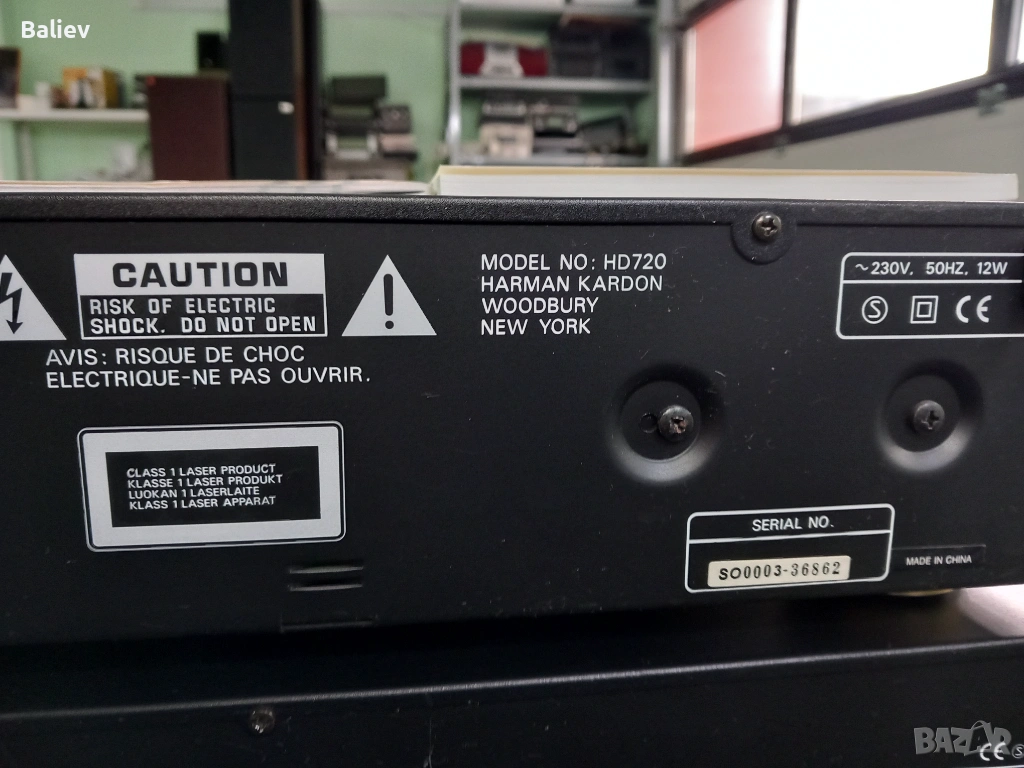 Baliev
CAUTION
RISK OF ELECTRIC
SHOCK. DO NOT OPEN
AVIS: RISQUE DE CHOC
ELECTRIQUE-NE PAS OUVRIR.
MODEL NO: HD720
HARMAN KARDON
WOODBURY
NEW YORK
~230V, 50HZ, 12W
S CE
CLASS 1 LASER PRODUCT
KLASSE 1 LASER PRODUKT
LUOKAN 1 LASERLAITE
KLASS 1 LASER APPARAT
SERIAL NO.
SO0003-36862
MADE IN CHINA
BAZAR
CE S